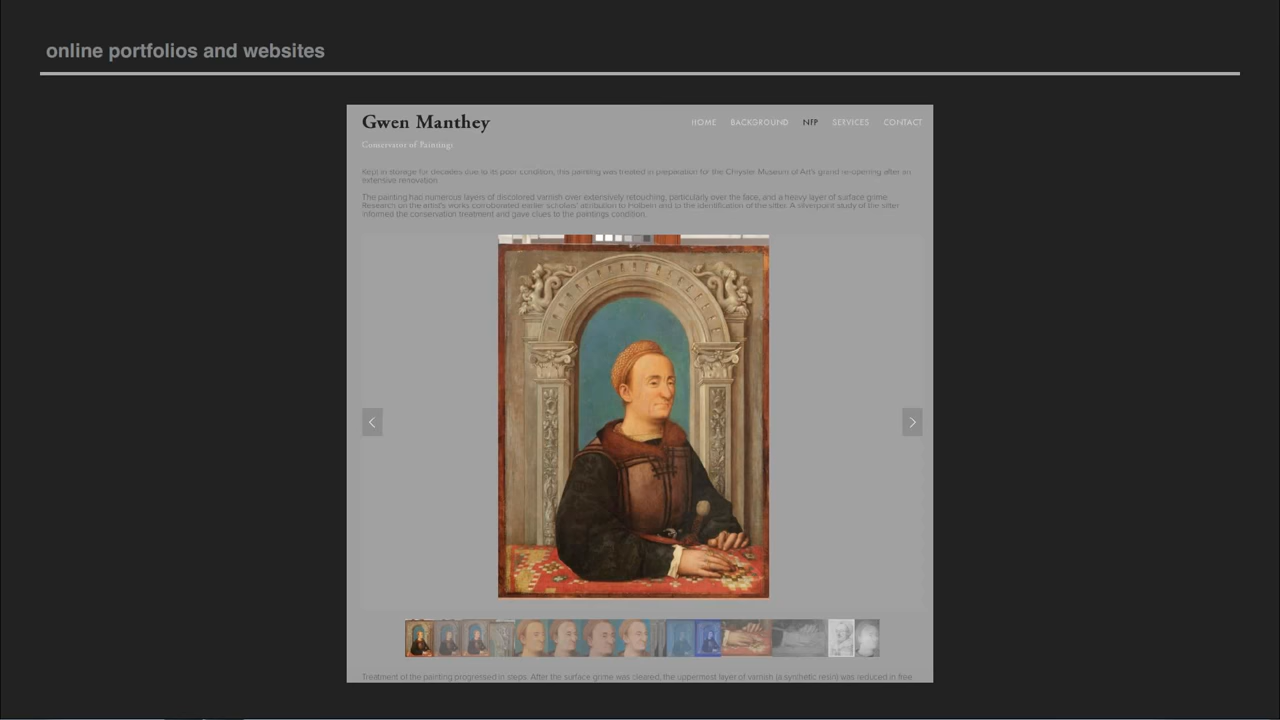 online portfolios and websites
Gwen Manthey
HOME BACKGROUND NFP SERVICES CONTACT
Conservator of Paintings
Kept in storage for decades due to its poor condition, this painting was treated in preparation for the Chrysler Museum of Art's grand re-opening after an
extensive renovation.
The painting had numerous layers of discolored varnish over extensively retouching, particularly over the face, and a heavy layer of surface grime.
Research on the artist's works corroborated earlier scholars' attribution to Holbein and to the identification of the sitter. A silverpoint study of the sitter
informed the conservation treatment and gave clues to the paintings condition.
Treatment of the painting progressed in steps. After the surface grime was cleared, the uppermost layer of varnish (a synthetic resin) was reduced in free